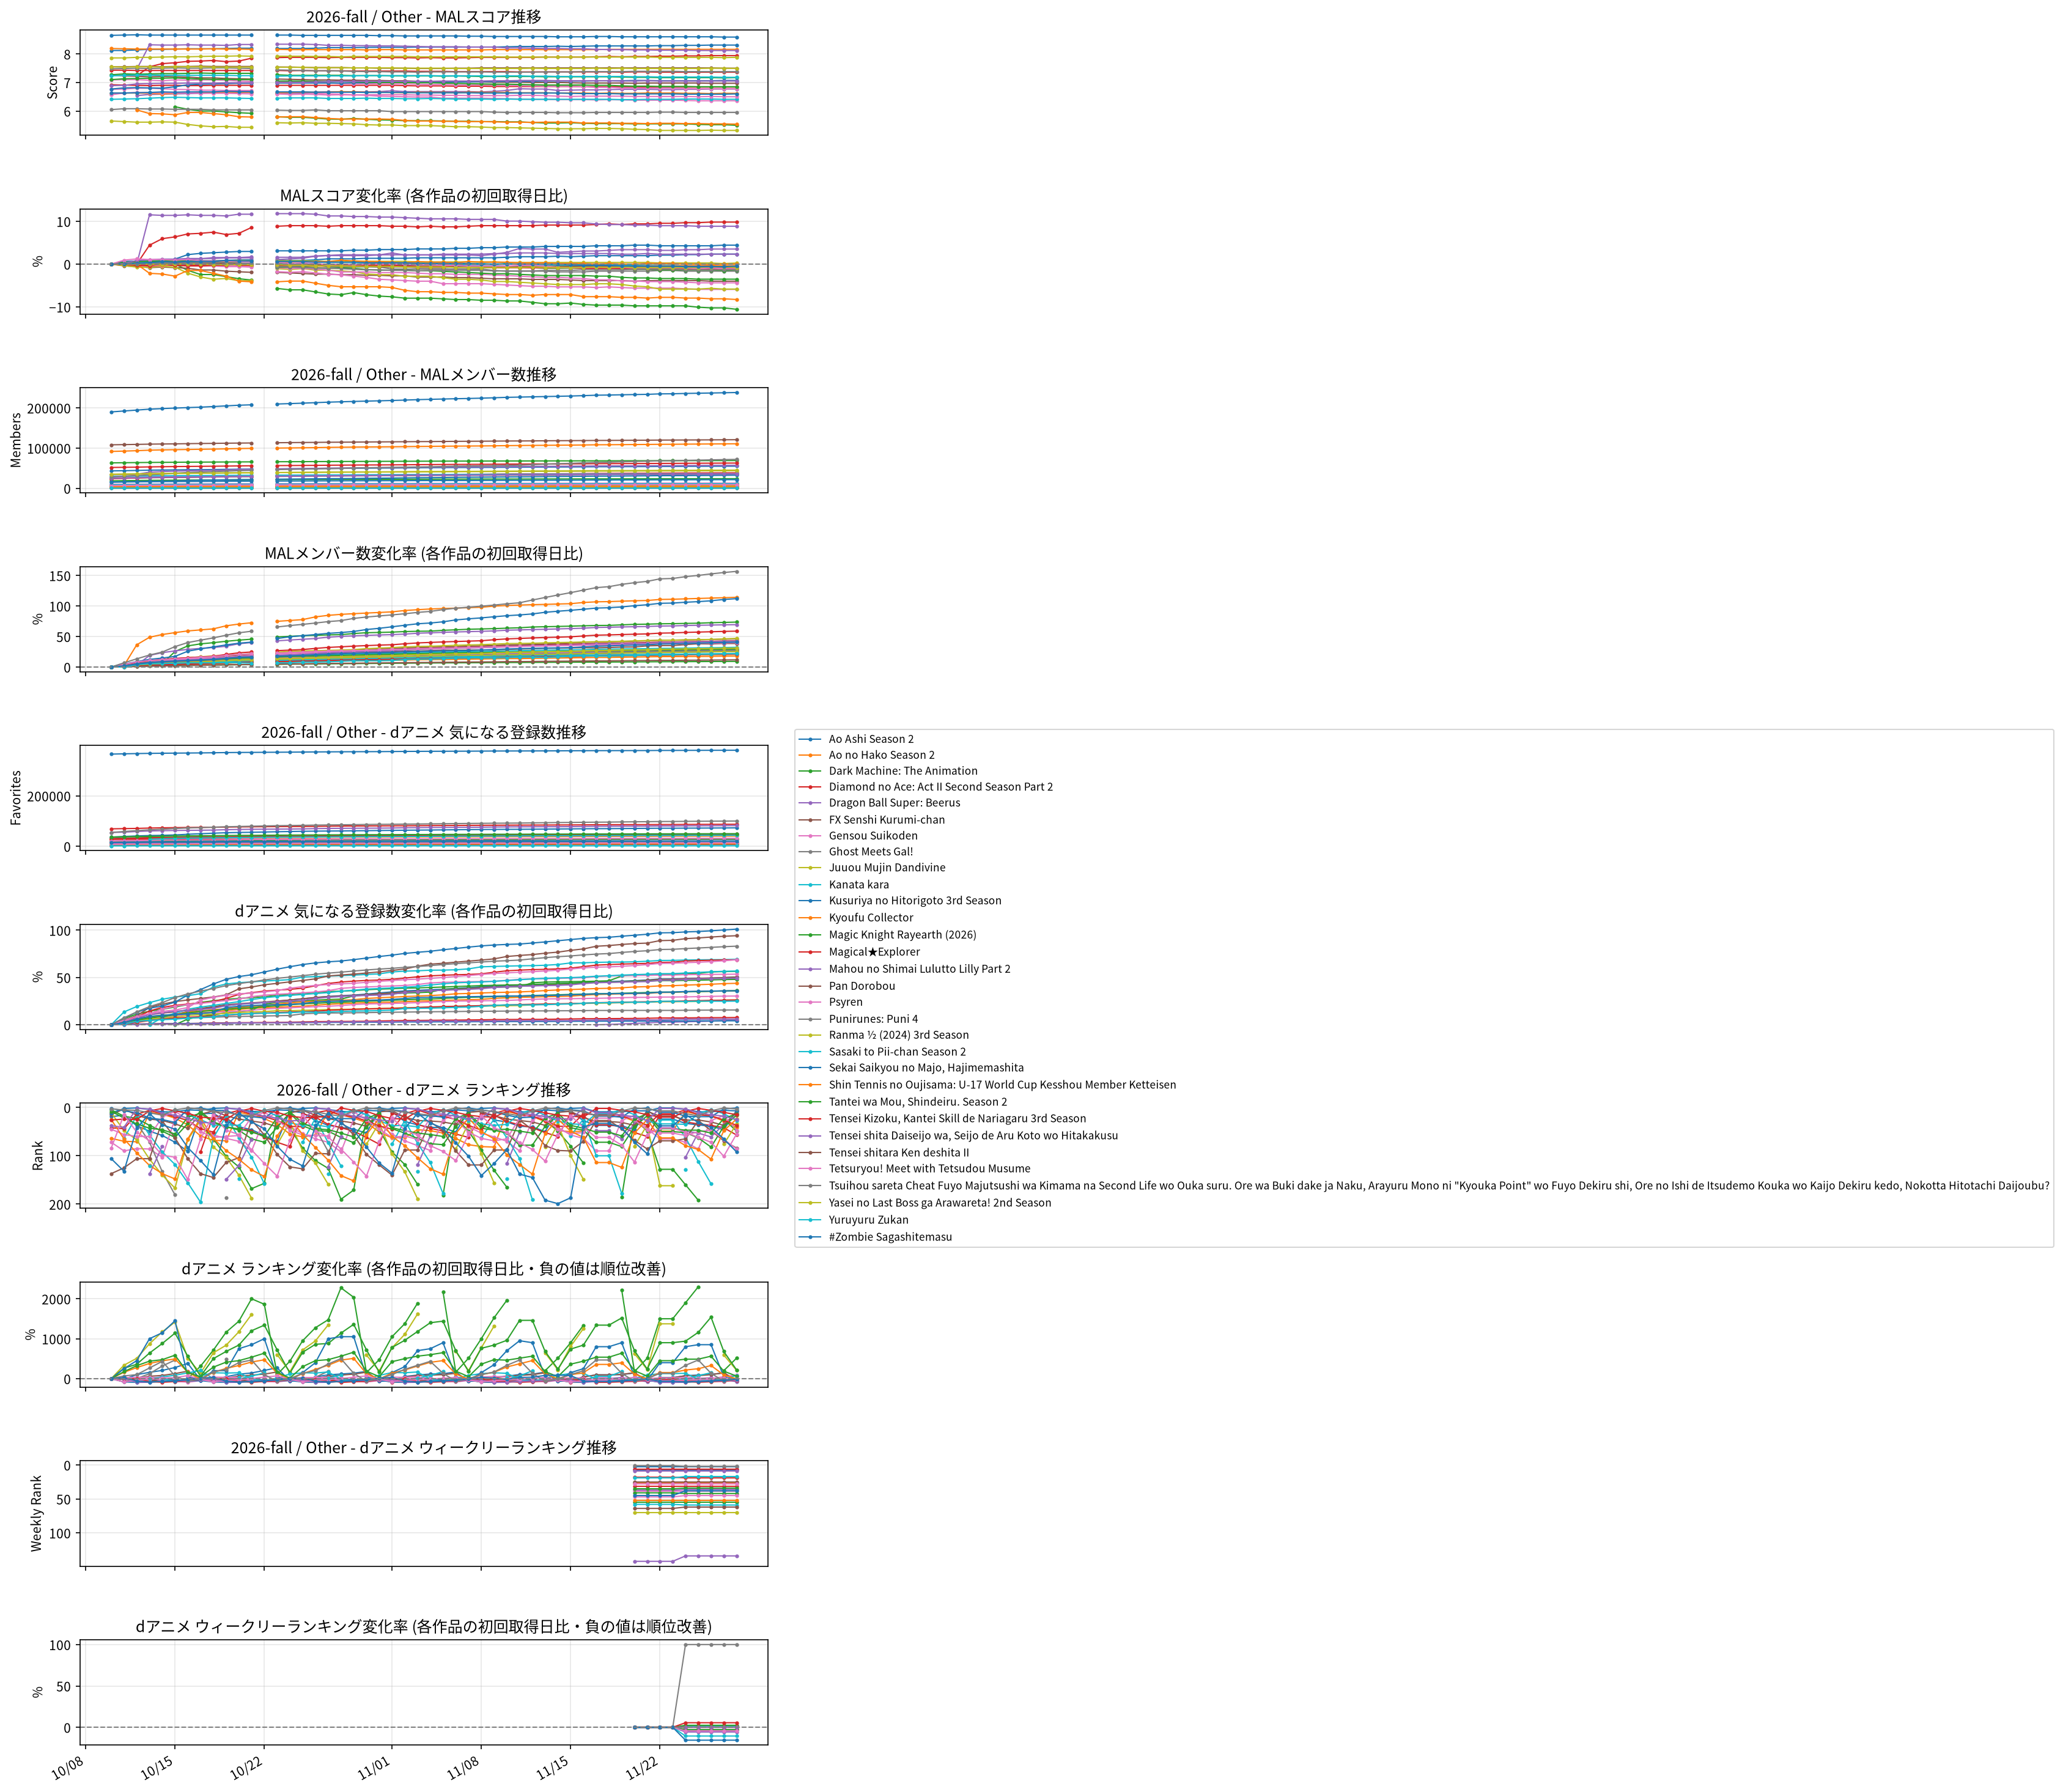 2026-fall / Other - MALスコア推移
Score
8
7
6
MALスコア変化率 (各作品の初回取得日比)
%
10
0
−10
2026-fall / Other - MALメンバー数推移
Members
200000
100000
0
MALメンバー数変化率 (各作品の初回取得日比)
%
150
100
50
0
2026-fall / Other - dアニメ 気になる登録数推移
Favorites
200000
0
dアニメ 気になる登録数変化率 (各作品の初回取得日比)
%
100
50
0
2026-fall / Other - dアニメ ランキング推移
Rank
0
100
200
dアニメ ランキング変化率 (各作品の初回取得日比・負の値は順位改善)
%
2000
1000
0
2026-fall / Other - dアニメ ウィークリーランキング推移
Weekly Rank
0
50
100
dアニメ ウィークリーランキング変化率 (各作品の初回取得日比・負の値は順位改善)
%
100
50
0
10/08
10/15
10/22
11/01
11/08
11/15
11/22
Ao Ashi Season 2
Ao no Hako Season 2
Dark Machine: The Animation
Diamond no Ace: Act II Second Season Part 2
Dragon Ball Super: Beerus
FX Senshi Kurumi-chan
Gensou Suikoden
Ghost Meets Gal!
Juuou Mujin Dandivine
Kanata kara
Kusuriya no Hitorigoto 3rd Season
Kyoufu Collector
Magic Knight Rayearth (2026)
Magical★Explorer
Mahou no Shimai Lulutto Lilly Part 2
Pan Dorobou
Psyren
Punirunes: Puni 4
Ranma ½ (2024) 3rd Season
Sasaki to Pii-chan Season 2
Sekai Saikyou no Majo, Hajimemashita
Shin Tennis no Oujisama: U-17 World Cup Kesshou Member Ketteisen
Tantei wa Mou, Shindeiru. Season 2
Tensei Kizoku, Kantei Skill de Nariagaru 3rd Season
Tensei shita Daiseijo wa, Seijo de Aru Koto wo Hitakakusu
Tensei shitara Ken deshita II
Tetsuryou! Meet with Tetsudou Musume
Tsuihou sareta Cheat Fuyo Majutsushi wa Kimama na Second Life wo Ouka suru. Ore wa Buki dake ja Naku, Arayuru Mono ni "Kyouka Point" wo Fuyo Dekiru shi, Ore no Ishi de Itsudemo Kouka wo Kaijo Dekiru kedo, Nokotta Hitotachi Daijoubu?
Yasei no Last Boss ga Arawareta! 2nd Season
Yuruyuru Zukan
#Zombie Sagashitemasu